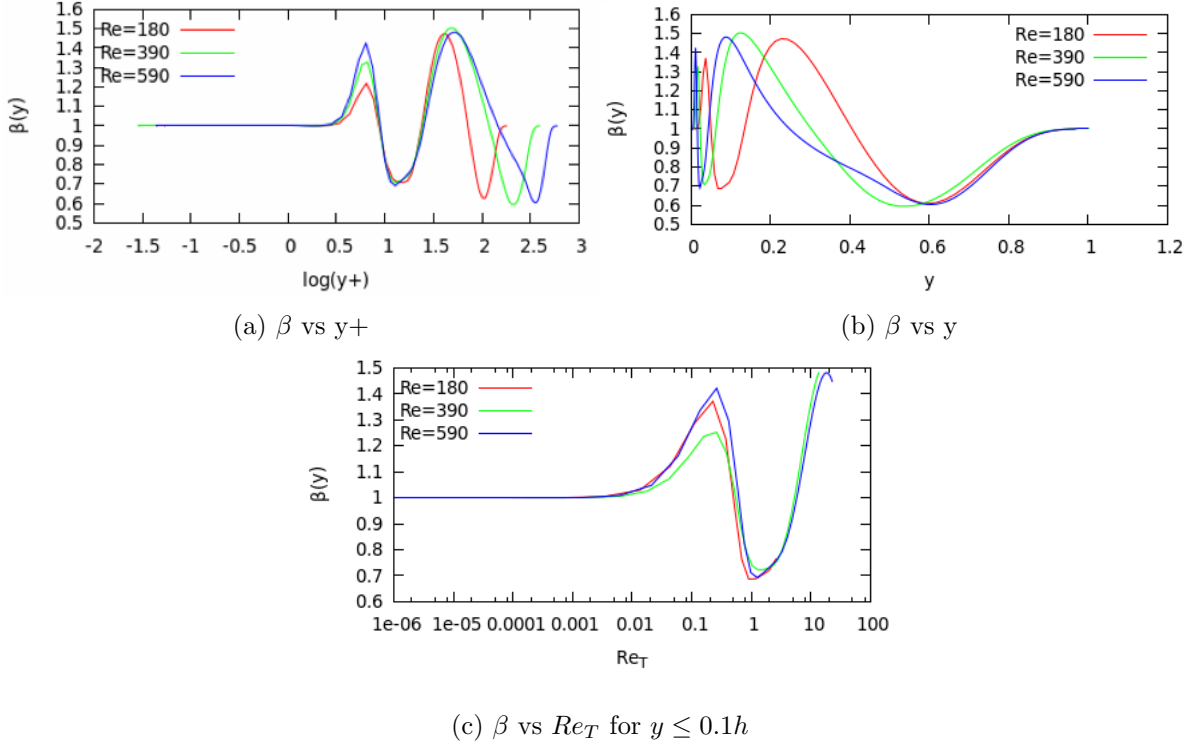 1.6
1.5
1.4
1.3
1.2
1.1
1
0.9
0.8
0.7
0.6
0.5
β(y)
Re=180
Re=390
Re=590
-2 -1.5 -1 -0.5 0 0.5 1 1.5 2 2.5 3
log(y+)
(a) β vs y+
1.6
1.5
1.4
1.3
1.2
1.1
1
0.9
0.8
0.7
0.6
0.5
β(y)
Re=180
Re=390
Re=590
0 0.2 0.4 0.6 0.8 1 1.2
y
(b) β vs y
1.5
1.4
1.3
1.2
1.1
1
0.9
0.8
0.7
0.6
β(y)
Re=180
Re=390
Re=590
1e-06 1e-05 0.0001 0.001 0.01 0.1 1 10 100
Re_T
(c) β vs Re_T for y ≤ 0.1h